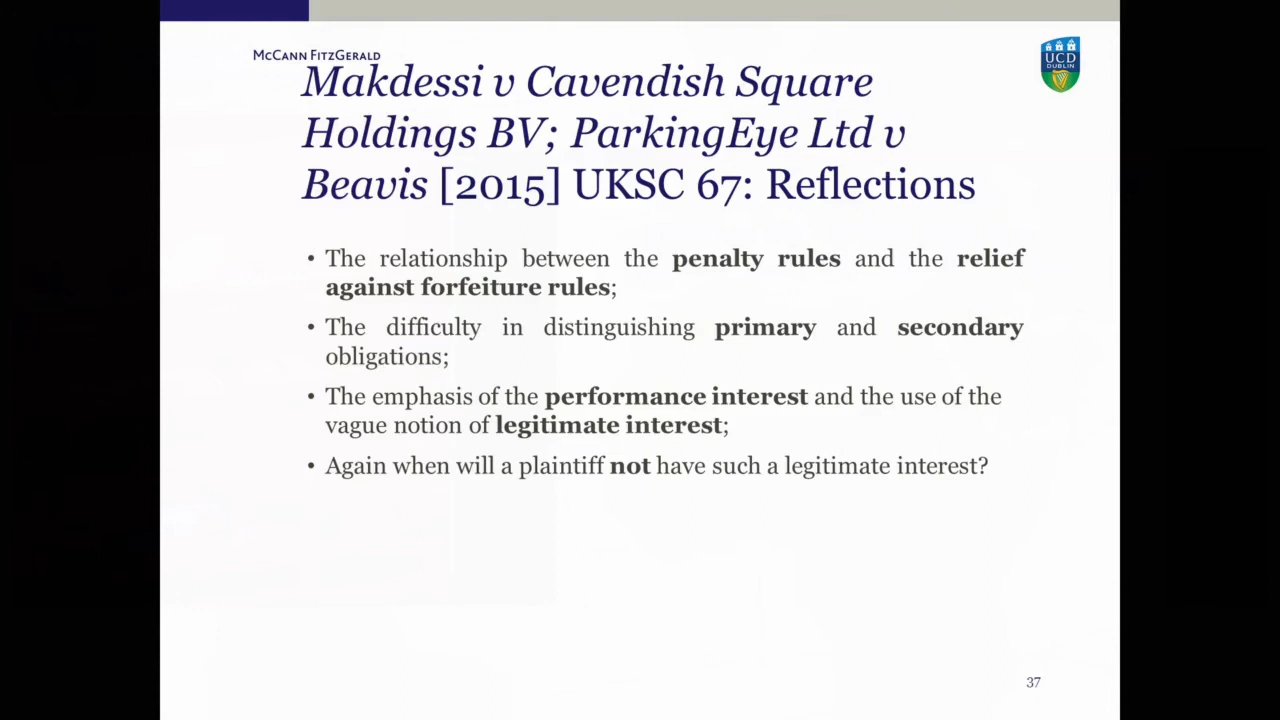 McCann FitzGerald
Makdessi v Cavendish Square
Holdings BV; ParkingEye Ltd v
Beavis [2015] UKSC 67: Reflections
UCD
DUBLIN
• The relationship between the penalty rules and the relief
against forfeiture rules;
• The difficulty in distinguishing primary and secondary
obligations;
• The emphasis of the performance interest and the use of the
vague notion of legitimate interest;
• Again when will a plaintiff not have such a legitimate interest?
37